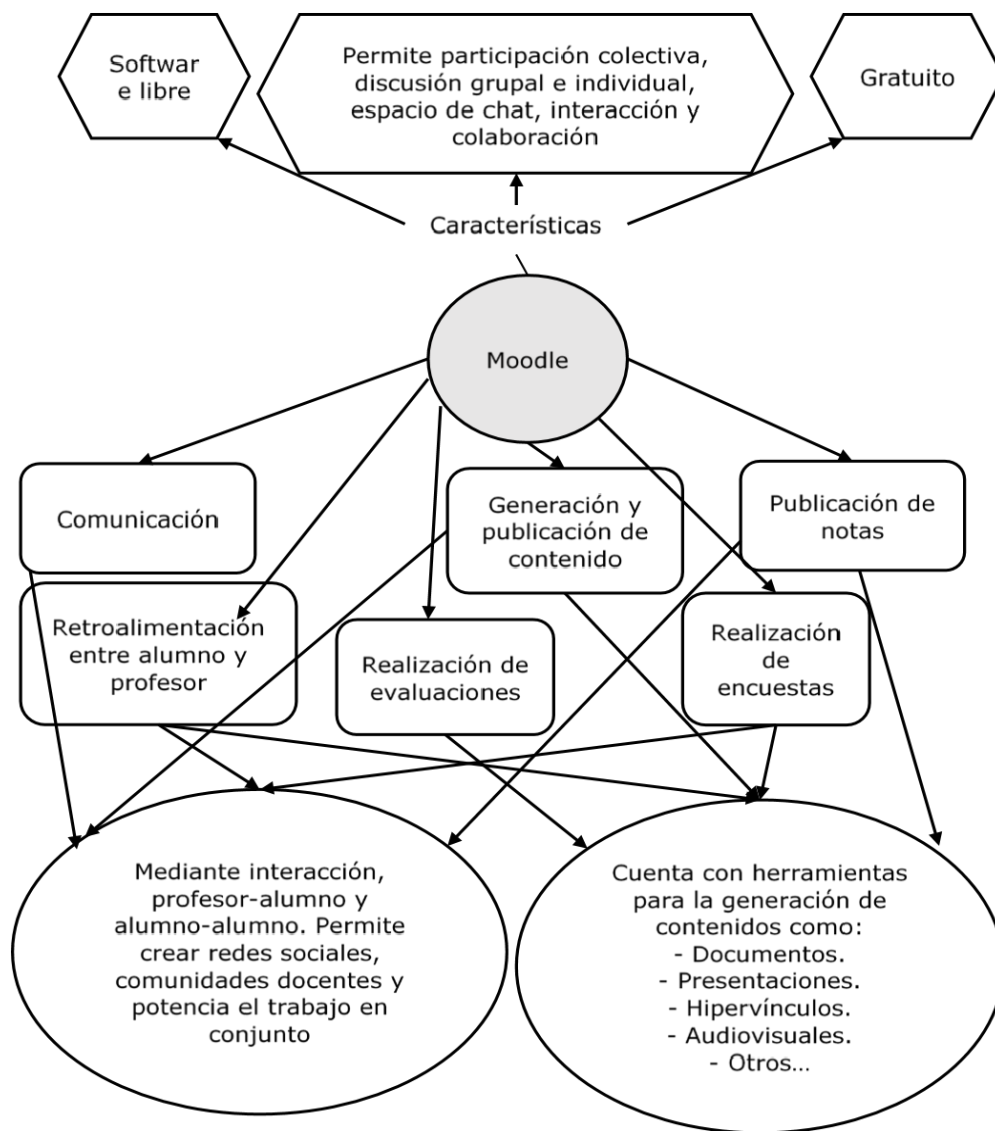 Softwar
e libre
Permite participación colectiva,
discusión grupal e individual,
espacio de chat, interacción y
colaboración
Gratuito
Característícas
Moodle
Comunicación
Generación y
publicación de
contenido
Publicación de
notas
Retroalimentación
entre alumno y
profesor
Realización de
evaluaciones
Realización
de
encuestas
Mediante interacción,
profesor-alumno y
alumno-alumno. Permite
crear redes sociales,
comunidades docentes y
potencia el trabajo en
conjunto
Cuenta con herramientas
para la generación de
contenidos como:
- Documentos.
- Presentaciones.
- Hipervínculos.
- Audiovisuales.
- Otros…